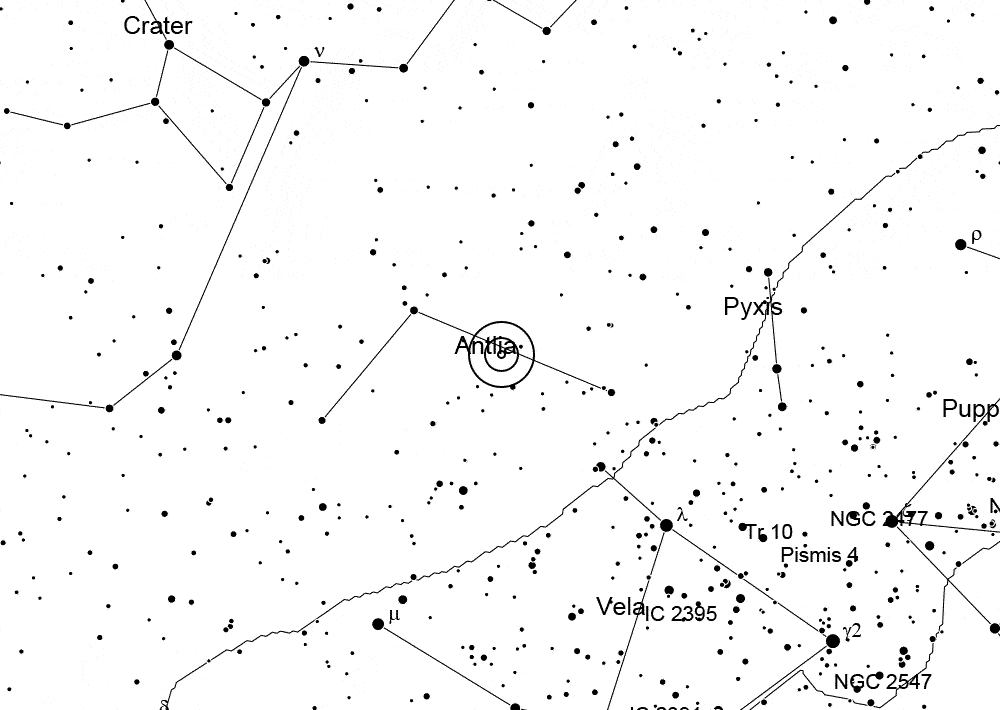 Crater
ν
ρ
Pyxis
Antlia
Pupp
λ
NGC 2477
N
Tr 10
Pismis 4
Vela
IC 2395
μ
γ2
NGC 2547
δ